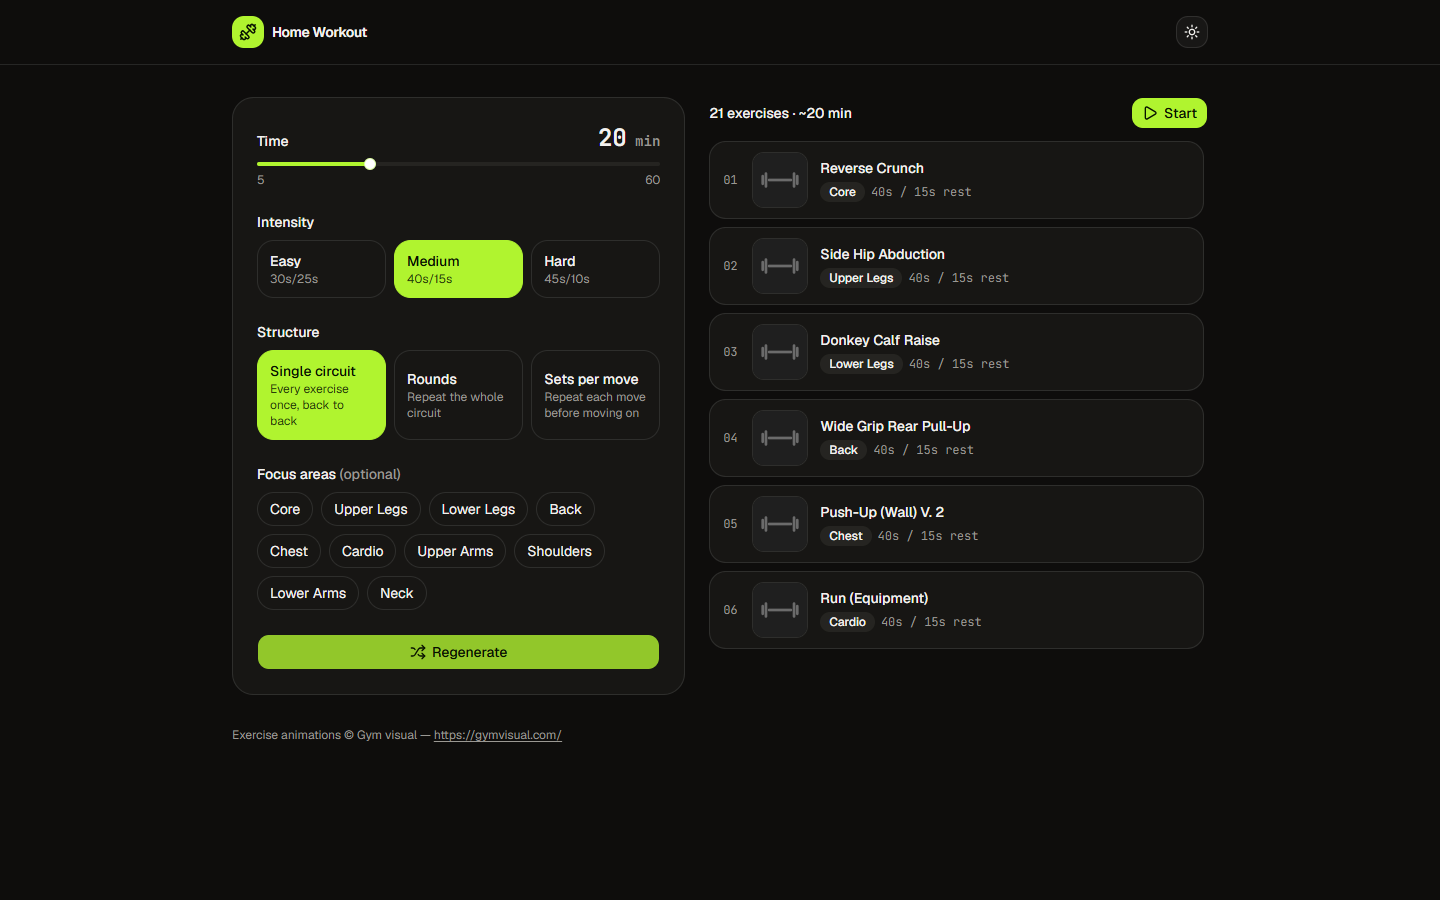 Home Workout
Time
20 min
5
60
Intensity
Easy
30s/25s
Medium
40s/15s
Hard
45s/10s
Structure
Single circuit
Every exercise
once, back to
back
Rounds
Repeat the whole
circuit
Sets per move
Repeat each move
before moving on
Focus areas (optional)
Core
Upper Legs
Lower Legs
Back
Chest
Cardio
Upper Arms
Shoulders
Lower Arms
Neck
Regenerate
21 exercises · ~20 min
Start
01
Reverse Crunch
Core 40s / 15s rest
02
Side Hip Abduction
Upper Legs 40s / 15s rest
03
Donkey Calf Raise
Lower Legs 40s / 15s rest
04
Wide Grip Rear Pull-Up
Back 40s / 15s rest
05
Push-Up (Wall) V. 2
Chest 40s / 15s rest
06
Run (Equipment)
Cardio 40s / 15s rest
Exercise animations © Gym visual — https://gymvisual.com/